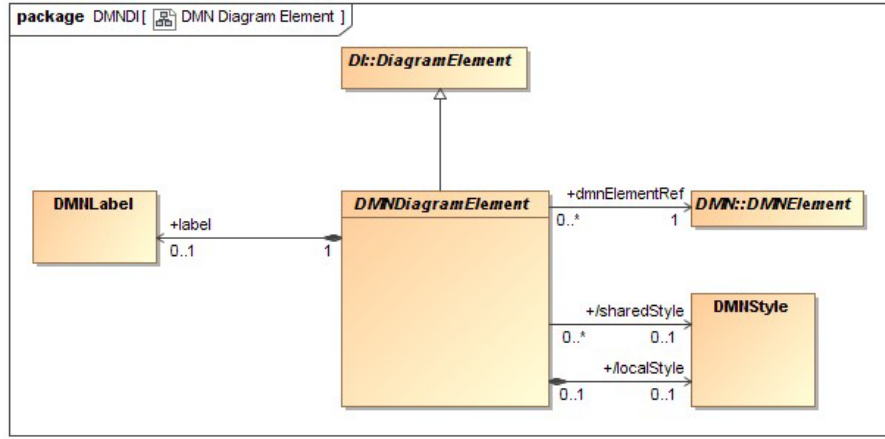 package DMNDI[ DMN Diagram Element ]
DI::DiagramElement
DMNLabel
+label
0..1
1
DMNDiagramElement
+dmnElementRef
0..*
1
DMN::DMNElement
+/sharedStyle
0..*
0..1
DMNStyle
+/localStyle
0..1
0..1